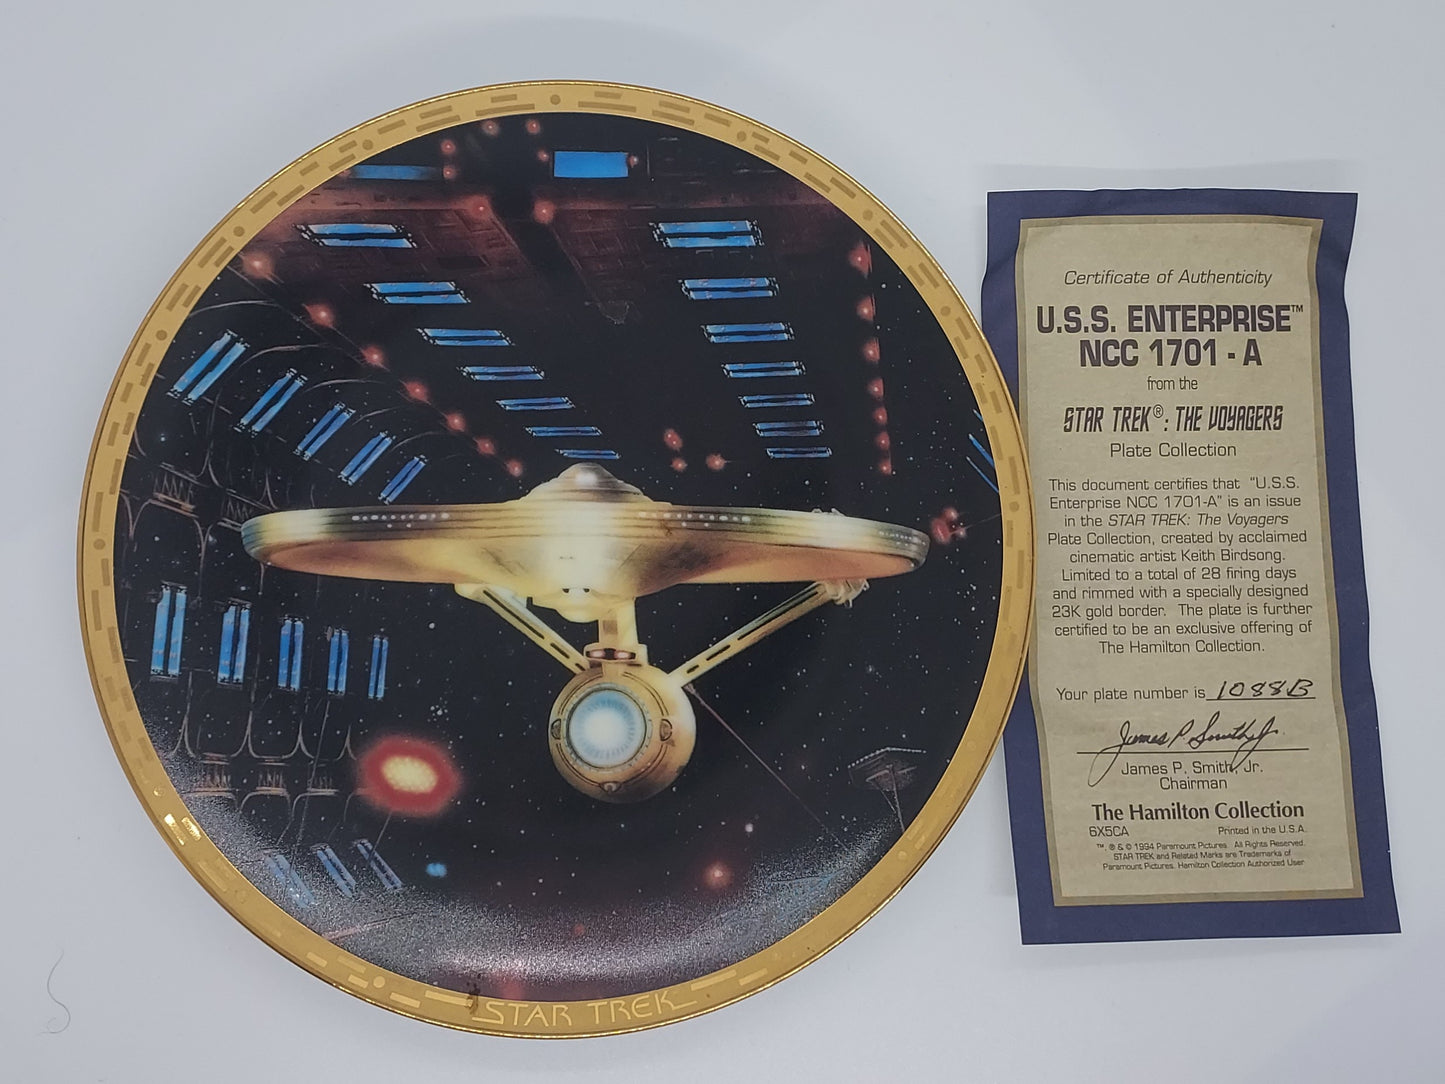 STAR TREK
Certificate of Authenticity
U.S.S. ENTERPRISE™
NCC 1701 - A
from the
STAR TREK®: THE VOYAGERS
Plate Collection
This document certifies that "U.S.S.
Enterprise NCC 1701-A" is an issue
in the STAR TREK: The Voyagers
Plate Collection, created by acclaimed
cinematic artist Keith Birdsong.
Limited to a total of 28 firing days
and rimmed with a specially designed
23K gold border. The plate is further
certified to be an exclusive offering of
The Hamilton Collection.
Your plate number is 1088B
James P. Smith Jr.
James P. Smith, Jr.
Chairman
The Hamilton Collection
6X5CA Printed in the U.S.A.
™, ® & © 1994 Paramount Pictures. All Rights Reserved.
STAR TREK and Related Marks are Trademarks of
Paramount Pictures. Hamilton Collection Authorized User